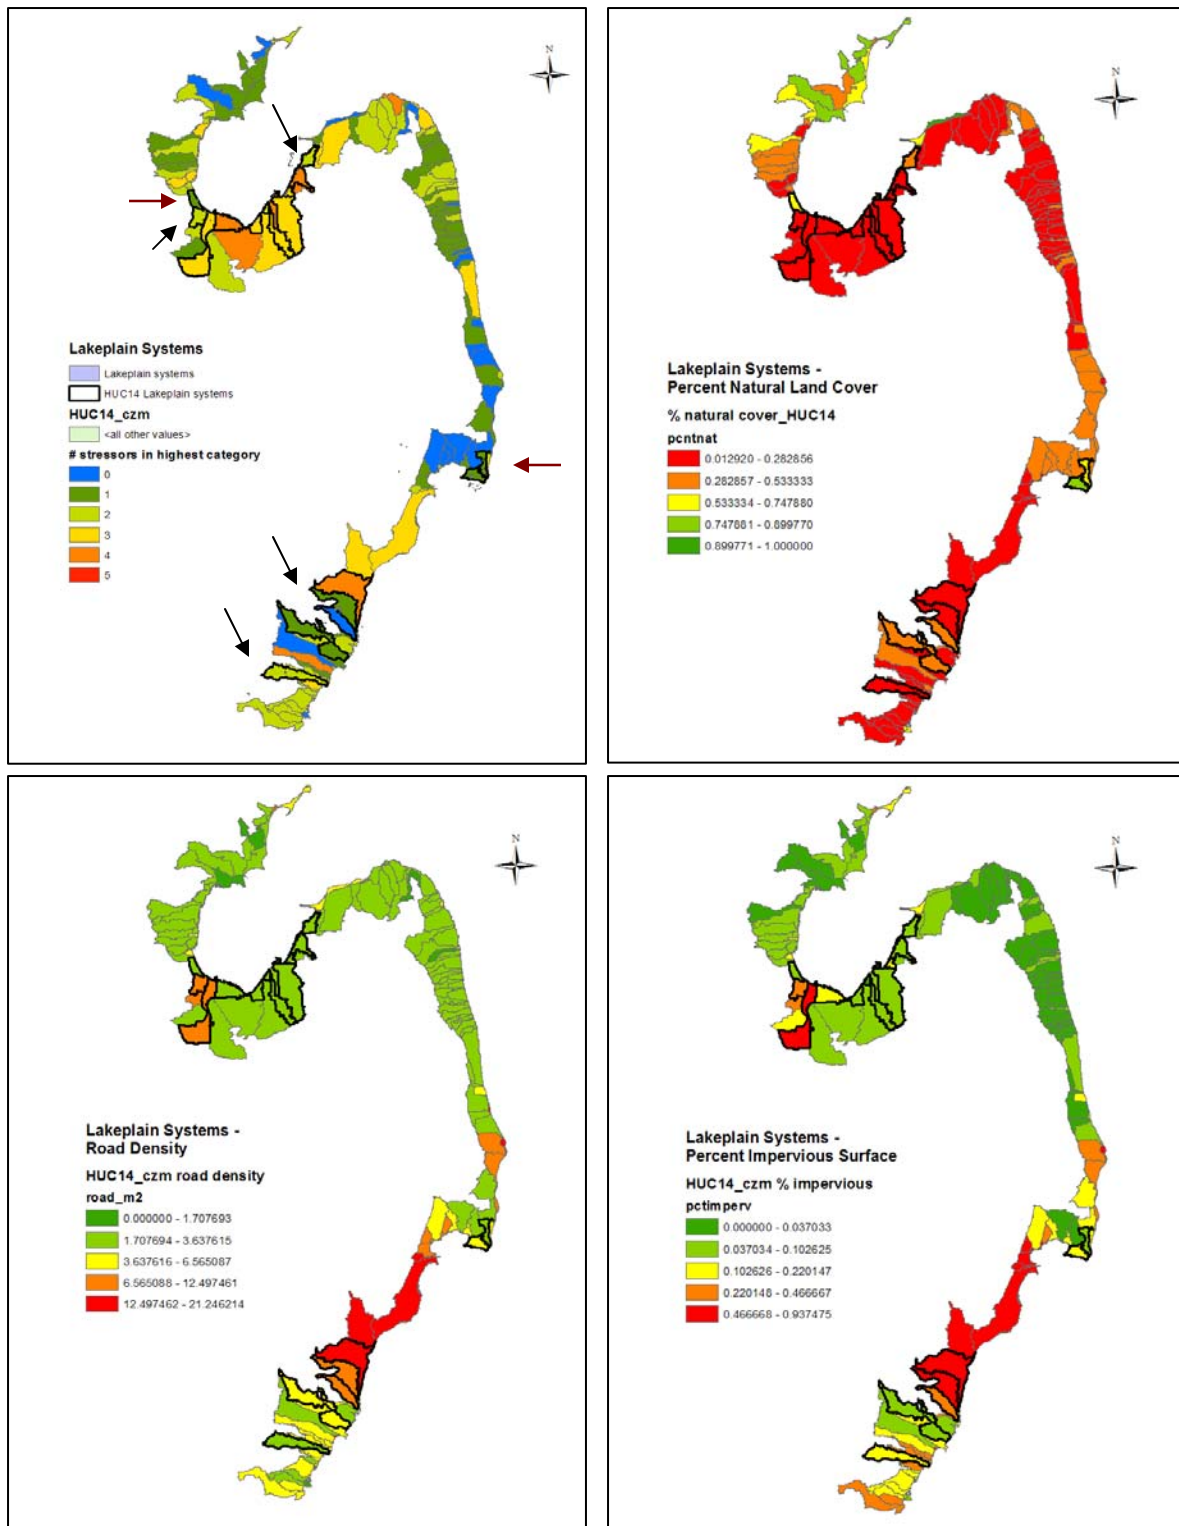 N
Lakeplain Systems
Lakeplain systems
HUC14 Lakeplain systems
HUC14_czm
<all other values>
# stressors in highest category
0
1
2
3
4
5
N
Lakeplain Systems -
Percent Natural Land Cover
% natural cover_HUC14
pcntnat
0.012920 - 0.282856
0.282857 - 0.533333
0.533334 - 0.747880
0.747881 - 0.899770
0.899771 - 1.000000
N
Lakeplain Systems -
Road Density
HUC14_czm road density
road_m2
0.000000 - 1.707693
1.707694 - 3.637615
3.637616 - 6.565087
6.565088 - 12.497461
12.497462 - 21.246214
N
Lakeplain Systems -
Percent Impervious Surface
HUC14_czm % impervious
pctimperv
0.000000 - 0.037033
0.037034 - 0.102625
0.102626 - 0.220147
0.220148 - 0.466667
0.466668 - 0.937475